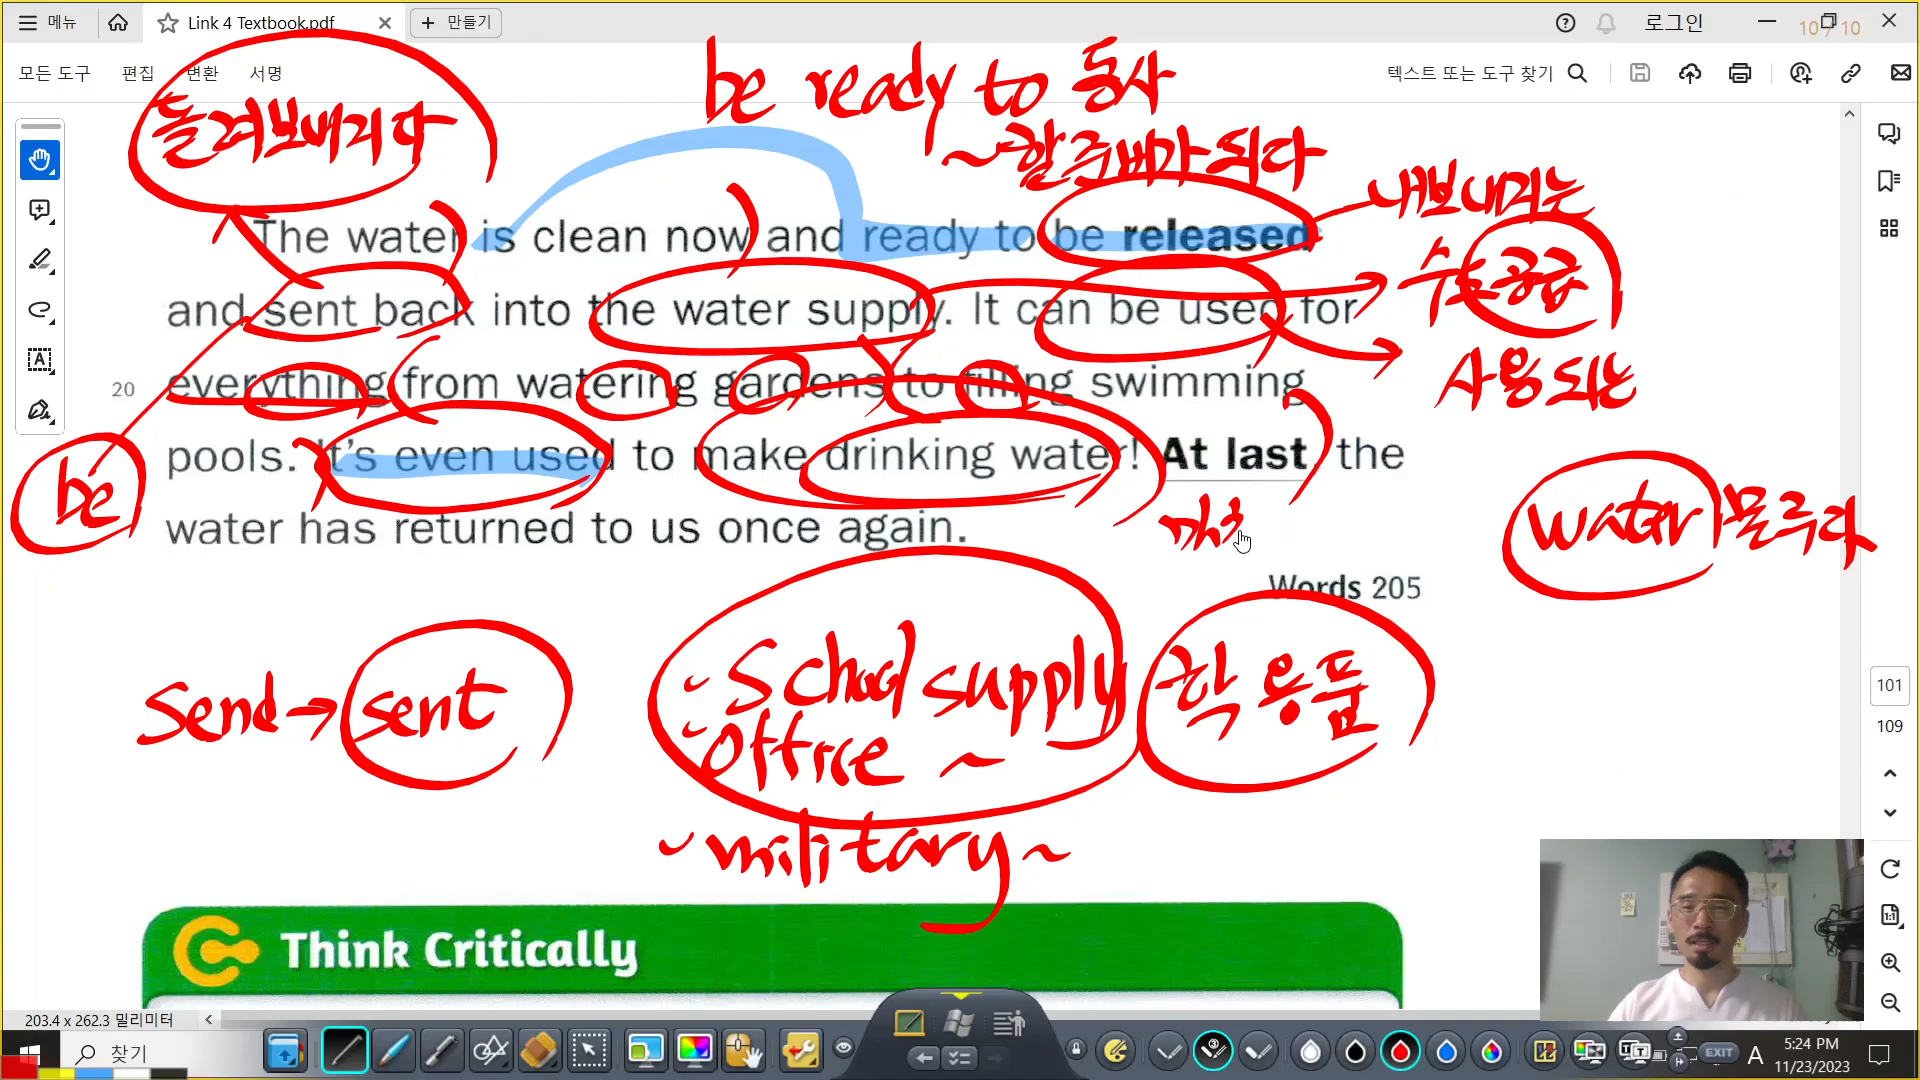 메뉴
Link 4 Textbook.pdf
만들기
로그인
10 / 10
모든 도구 편집 변환 서명
텍스트 또는 도구 찾기
be ready to 동사
~할 준비가 되다
돌려보내지다
내보내지는
The water is clean now and ready to be released
수도 공급
and sent back into the water supply. It can be used for
사용되는
20 everything from watering gardens to filling swimming
pools. It's even used to make drinking water! At last, the
be
water 물 주다
water has returned to us once again.
마치
Words 205
send → sent
- School supply 학용품
- Office ~
- military ~
101
109
Think Critically
203.4 x 262.3 밀리미터
찾기
EXIT
A
5:24 PM
11/23/2023